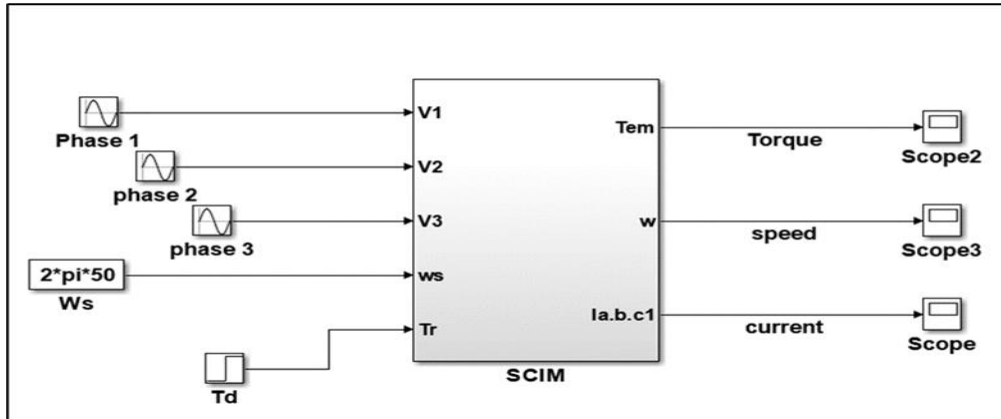 Phase 1
phase 2
phase 3
2*pi*50
Ws
Td
V1
V2
V3
ws
Tr
Tem
w
Ia.b.c1
SCIM
Torque
speed
current
Scope2
Scope3
Scope